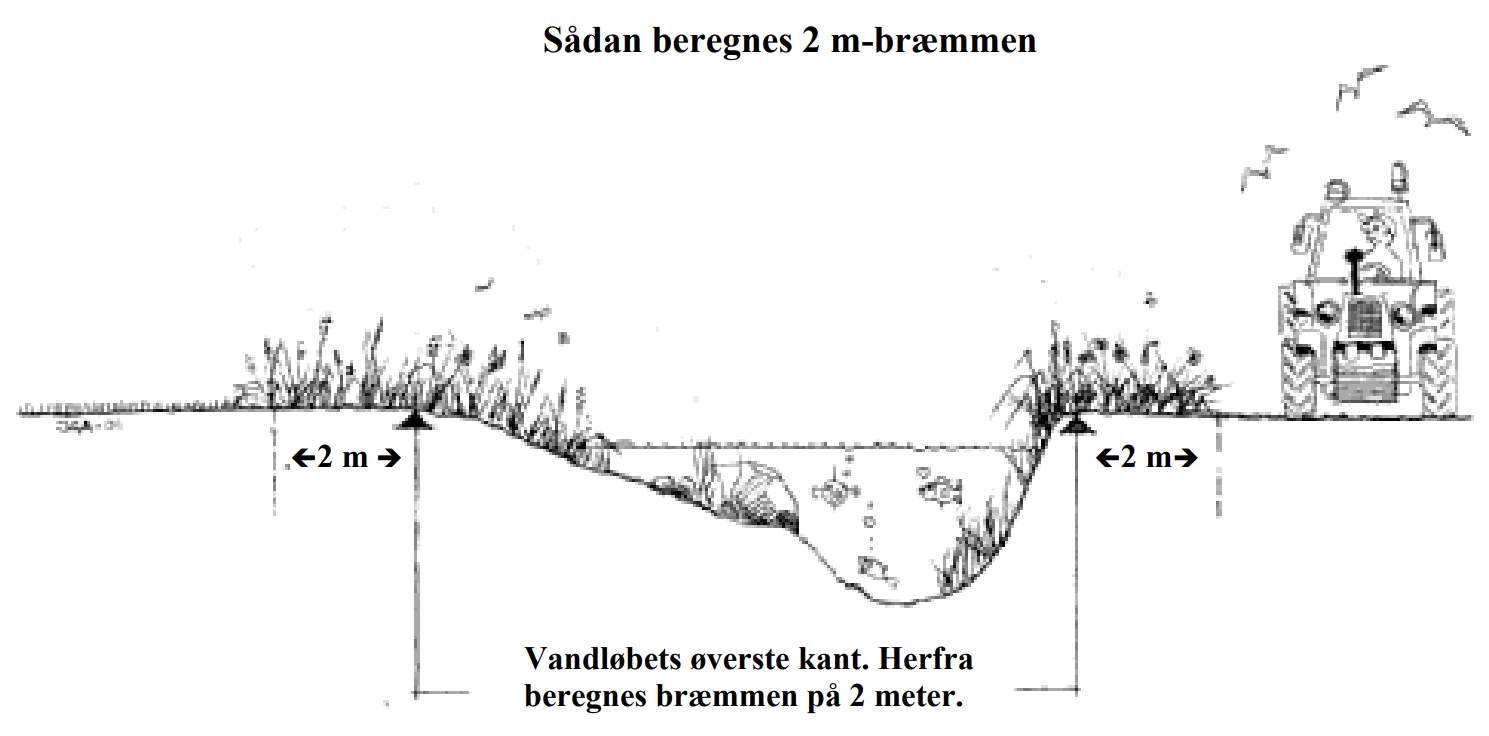 Sådan beregnes 2 m-bræmmen
🡨2 m 🡪
🡨2 m🡪
Vandløbets øverste kant. Herfra
beregnes bræmmen på 2 meter.